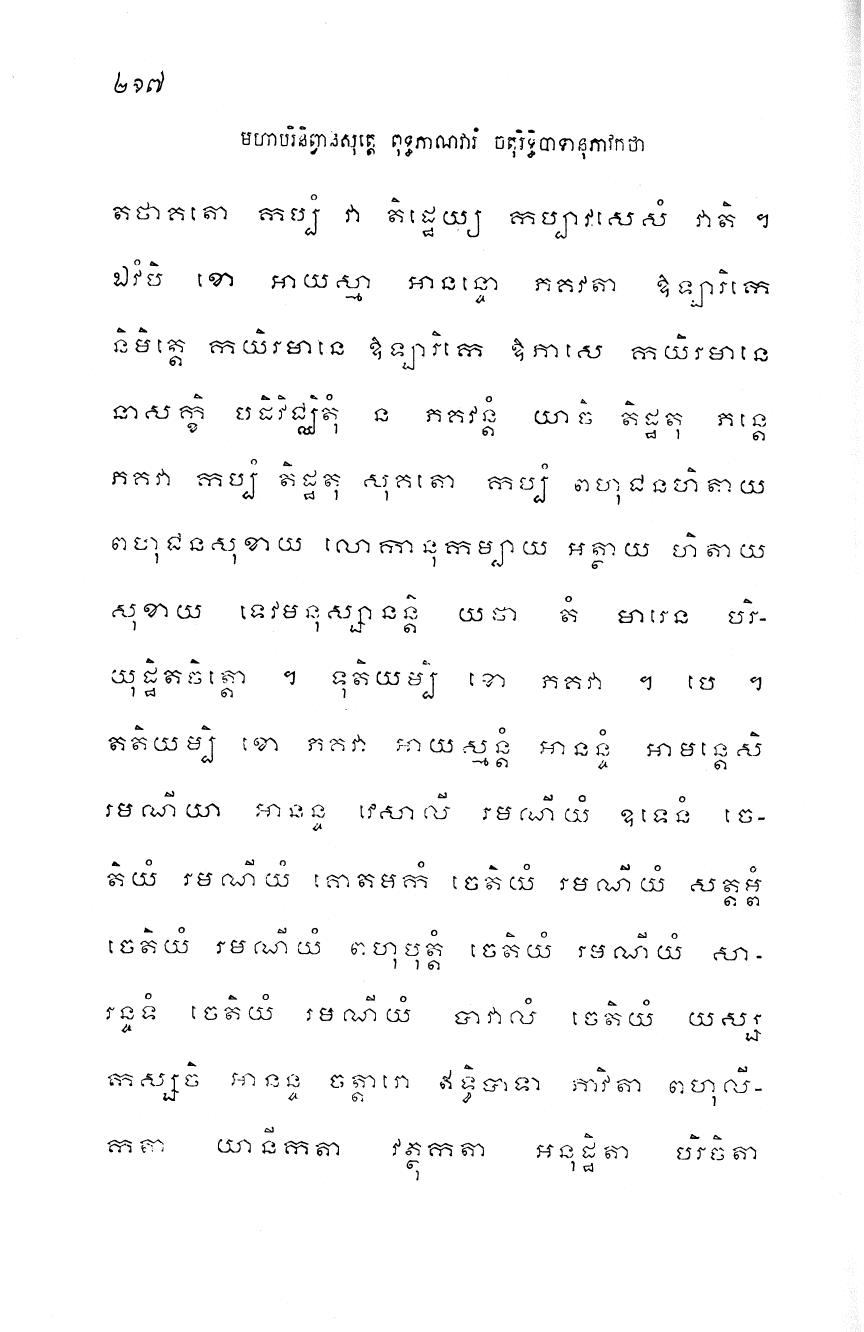 ២១៧
មហាបរិនិព្វានសុត្តេ ពុទ្ធភាណវារំ ចតុរិទ្ធិបាទានុភាវកថា
តថាគតោ កប្បំ វា តិដ្ឋេយ្យ កប្បាវសេសំ វាតិ ។
ឯវំបិ ខោ អាយស្មា អានន្ទោ ភគវតា ឱឡារិកេ
និមិត្តេ កយិរមានេ ឱឡារិកេ ឱភាសេ កយិរមានេ
នាសក្ខិ បដិវិជ្ឈិតុំ ន ភគវន្តំ យាចិ តិដ្ឋតុ ភន្តេ
ភគវា កប្បំ តិដ្ឋតុ សុគតោ កប្បំ ពហុជនហិតាយ
ពហុជនសុខាយ លោកានុកម្បាយ អត្ថាយ ហិតាយ
សុខាយ ទេវមនុស្សានន្តិ យថា តំ មារេន បរិ-
យុដ្ឋិតចិត្តោ ។ ទុតិយម្បិ ខោ ភគវា ។ បេ ។
តតិយម្បិ ខោ ភគវា អាយស្មន្តំ អានន្ទំ អាមន្តេសិ
រមណីយា អានន្ទ វេសាលី រមណីយំ ឧទេនំ ចេ-
តិយំ រមណីយំ គោតមកំ ចេតិយំ រមណីយំ សត្តម្ពំ
ចេតិយំ រមណីយំ ពហុបុត្តំ ចេតិយំ រមណីយំ សា-
រន្ទទំ ចេតិយំ រមណីយំ បាវាលំ ចេតិយំ យស្ស
កស្សចិ អានន្ទ ចត្តារោ ឥទ្ធិបាទា ភាវិតា ពហុលី-
កតា យានីកតា វត្ថុកតា អនុដ្ឋិតា បរិចិតា